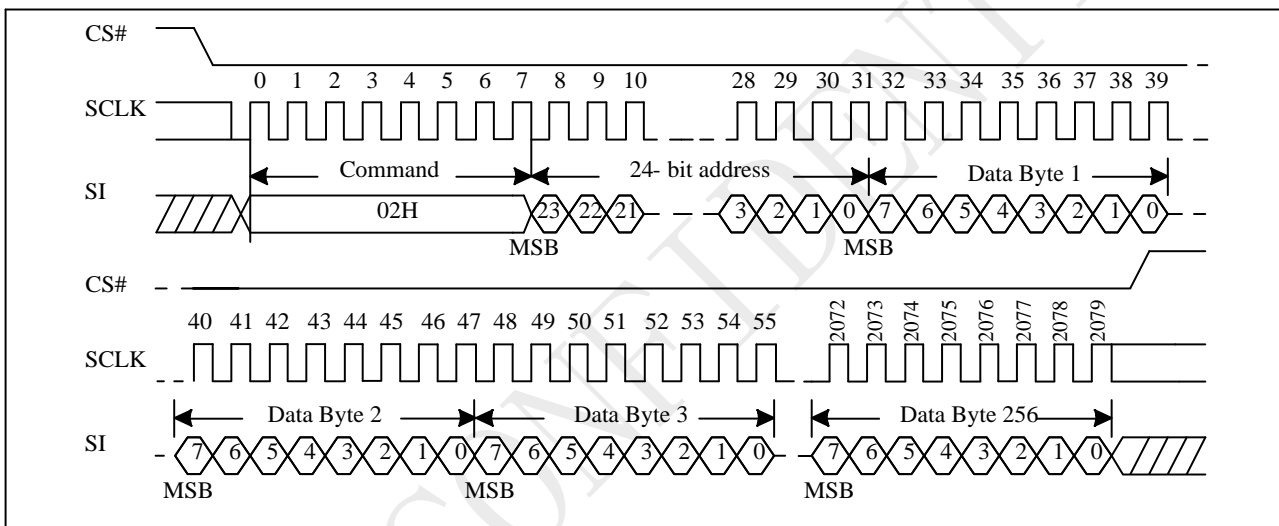 CS#
0 1 2 3 4 5 6 7 8 9 10 28 29 30 31 32 33 34 35 36 37 38 39
SCLK
Command 24- bit address Data Byte 1
SI
02H 23 22 21 3 2 1 0 7 6 5 4 3 2 1 0
MSB MSB
CS#
40 41 42 43 44 45 46 47 48 49 50 51 52 53 54 55 2072 2073 2074 2075 2076 2077 2078 2079
SCLK
Data Byte 2 Data Byte 3 Data Byte 256
SI
7 6 5 4 3 2 1 0 7 6 5 4 3 2 1 0 7 6 5 4 3 2 1 0
MSB MSB MSB
ONFIDENT